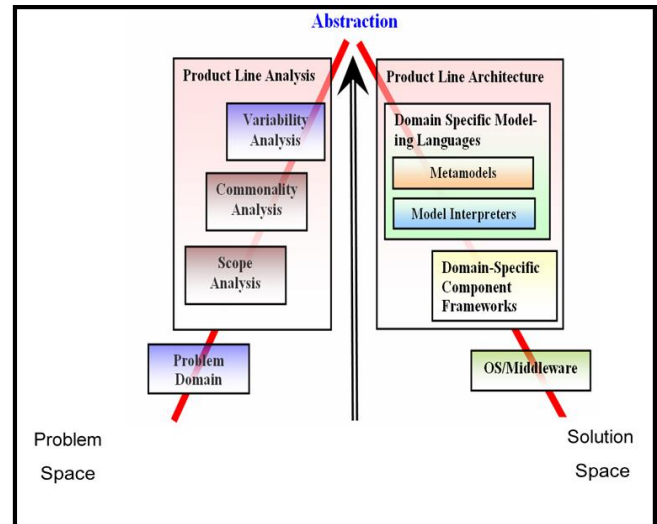 Abstraction
Product Line Analysis
Variability
Analysis
Commonality
Analysis
Scope
Analysis
Problem
Domain
Problem
Space
Product Line Architecture
Domain Specific Model-
ing Languages
Metamodels
Model Interpreters
Domain-Specific
Component
Frameworks
OS/Middleware
Solution
Space